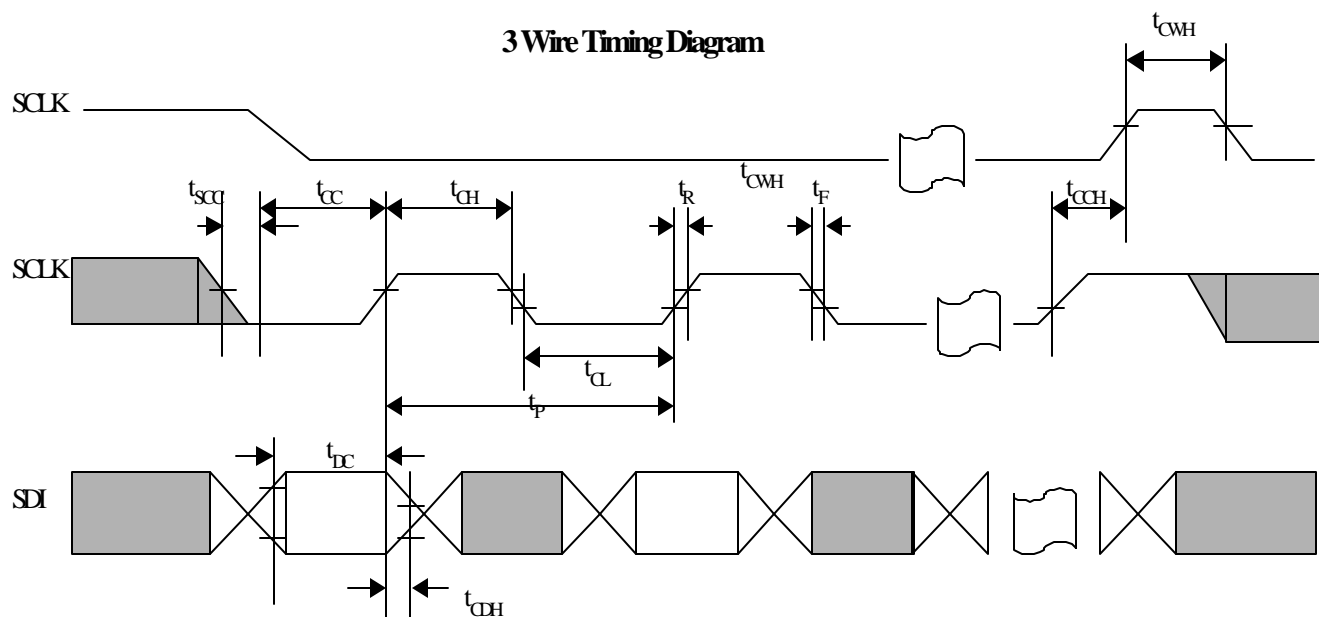 3 Wire Timing Diagram
tCWH
SCLK
tSCC
tCC
tCH
tCWH
tR
tF
tCCH
SCLK
tCL
tP
tDC
SDI
tCDH